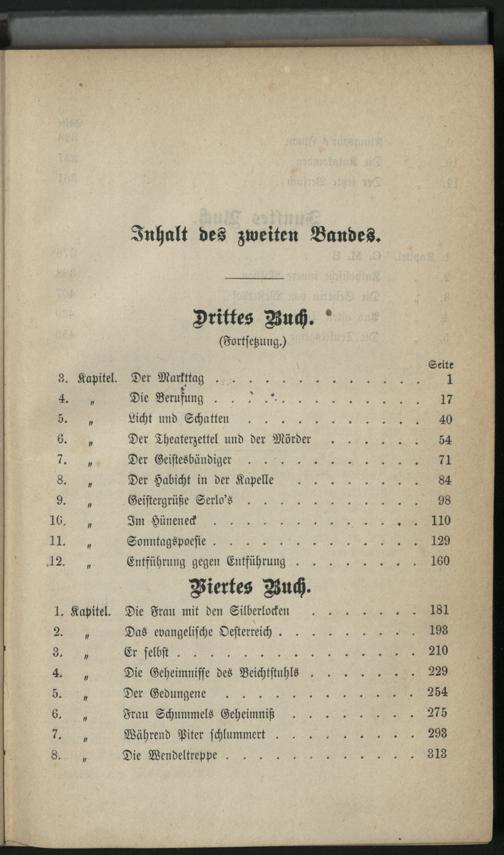 Inhalt des zweiten Bandes.
Drittes Buch.
(Fortsetzung.)
Seite
3. Kapitel. Der Markttag . . . . . . . . . . . . . 1
4. „ Die Berufung . . . . . . . . . . . . 17
5. „ Licht und Schatten . . . . . . . . . . 40
6. „ Der Theaterzettel und der Mörder . . . . . . 54
7. „ Der Geistesbändiger . . . . . . . . . . 71
8. „ Der Habicht in der Kapelle . . . . . . . . 84
9. „ Geistergrüße Serlo's . . . . . . . . . . 98
10. „ Im Hüneneck . . . . . . . . . . . . 110
11. „ Sonntagspoesie . . . . . . . . . . . . 129
12. „ Entführung gegen Entführung . . . . . . . . 160
Viertes Buch.
1. Kapitel. Die Frau mit den Silberlocken . . . . . . . 181
2. „ Das evangelische Oesterreich . . . . . . . . . 193
3. „ Er selbst . . . . . . . . . . . . . . 210
4. „ Die Geheimnisse des Beichtstuhls . . . . . . . 229
5. „ Der Gedungene . . . . . . . . . . . 254
6. „ Frau Schummels Geheimniß . . . . . . . . 275
7. „ Während Piter schlummert . . . . . . . . . 293
8. „ Die Wendeltreppe . . . . . . . . . . . 313